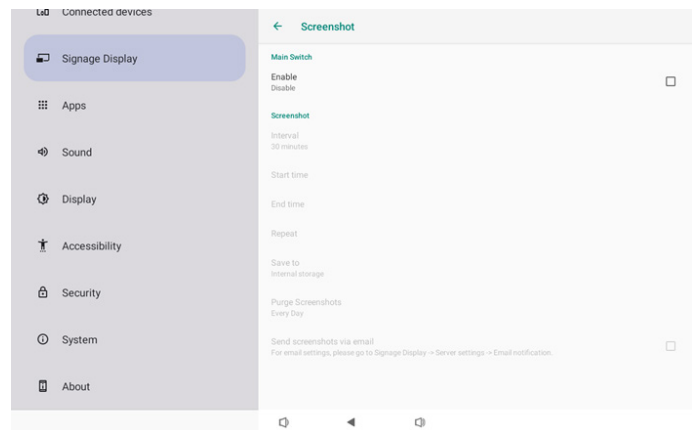 Connected devices
Signage Display
Apps
Sound
Display
Accessibility
Security
System
About
Screenshot
Main Switch
Enable
Disable
Screenshot
Interval
30 minutes
Start time
End time
Repeat
Save to
Internal storage
Purge Screenshots
Every Day
Send screenshots via email
For email settings, please go to Signage Display -> Server settings -> Email notification.